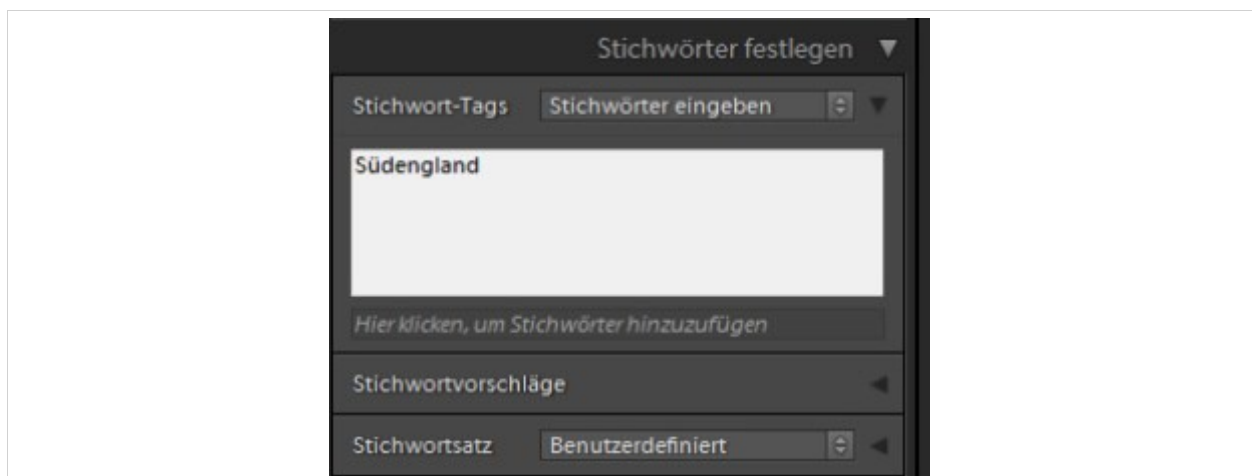 Stichwörter festlegen
Stichwort-Tags Stichwörter eingeben
Südengland
Hier klicken, um Stichwörter hinzuzufügen
Stichwortvorschläge
Stichwortsatz Benutzerdefiniert